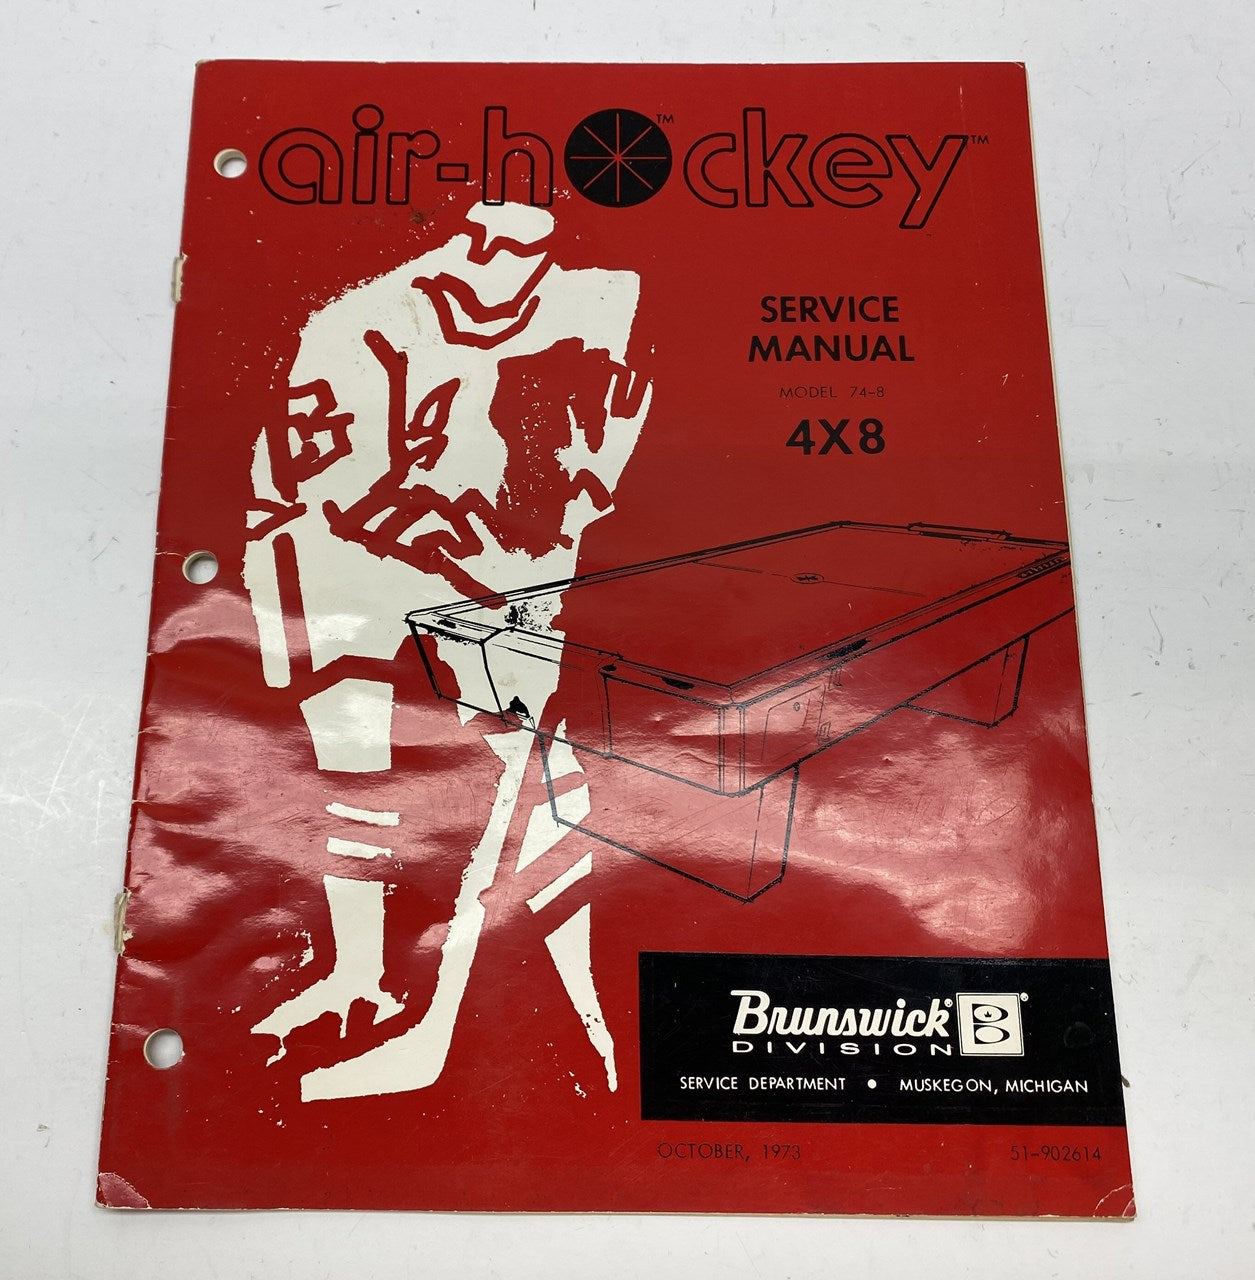 air-hockey™
SERVICE
MANUAL
MODEL 74-8
4X8
Brunswick®
DIVISION
SERVICE DEPARTMENT • MUSKEGON, MICHIGAN
OCTOBER, 1973
51-902614